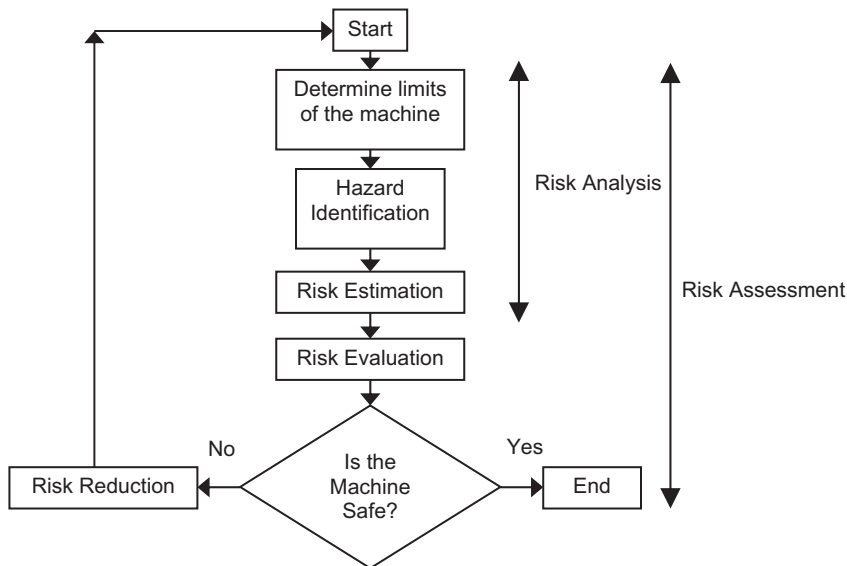 Start
Determine limits
of the machine
Hazard
Identification
Risk Analysis
Risk Estimation
Risk Assessment
Risk Evaluation
No
Yes
Is the
Machine
Safe?
Risk Reduction
End